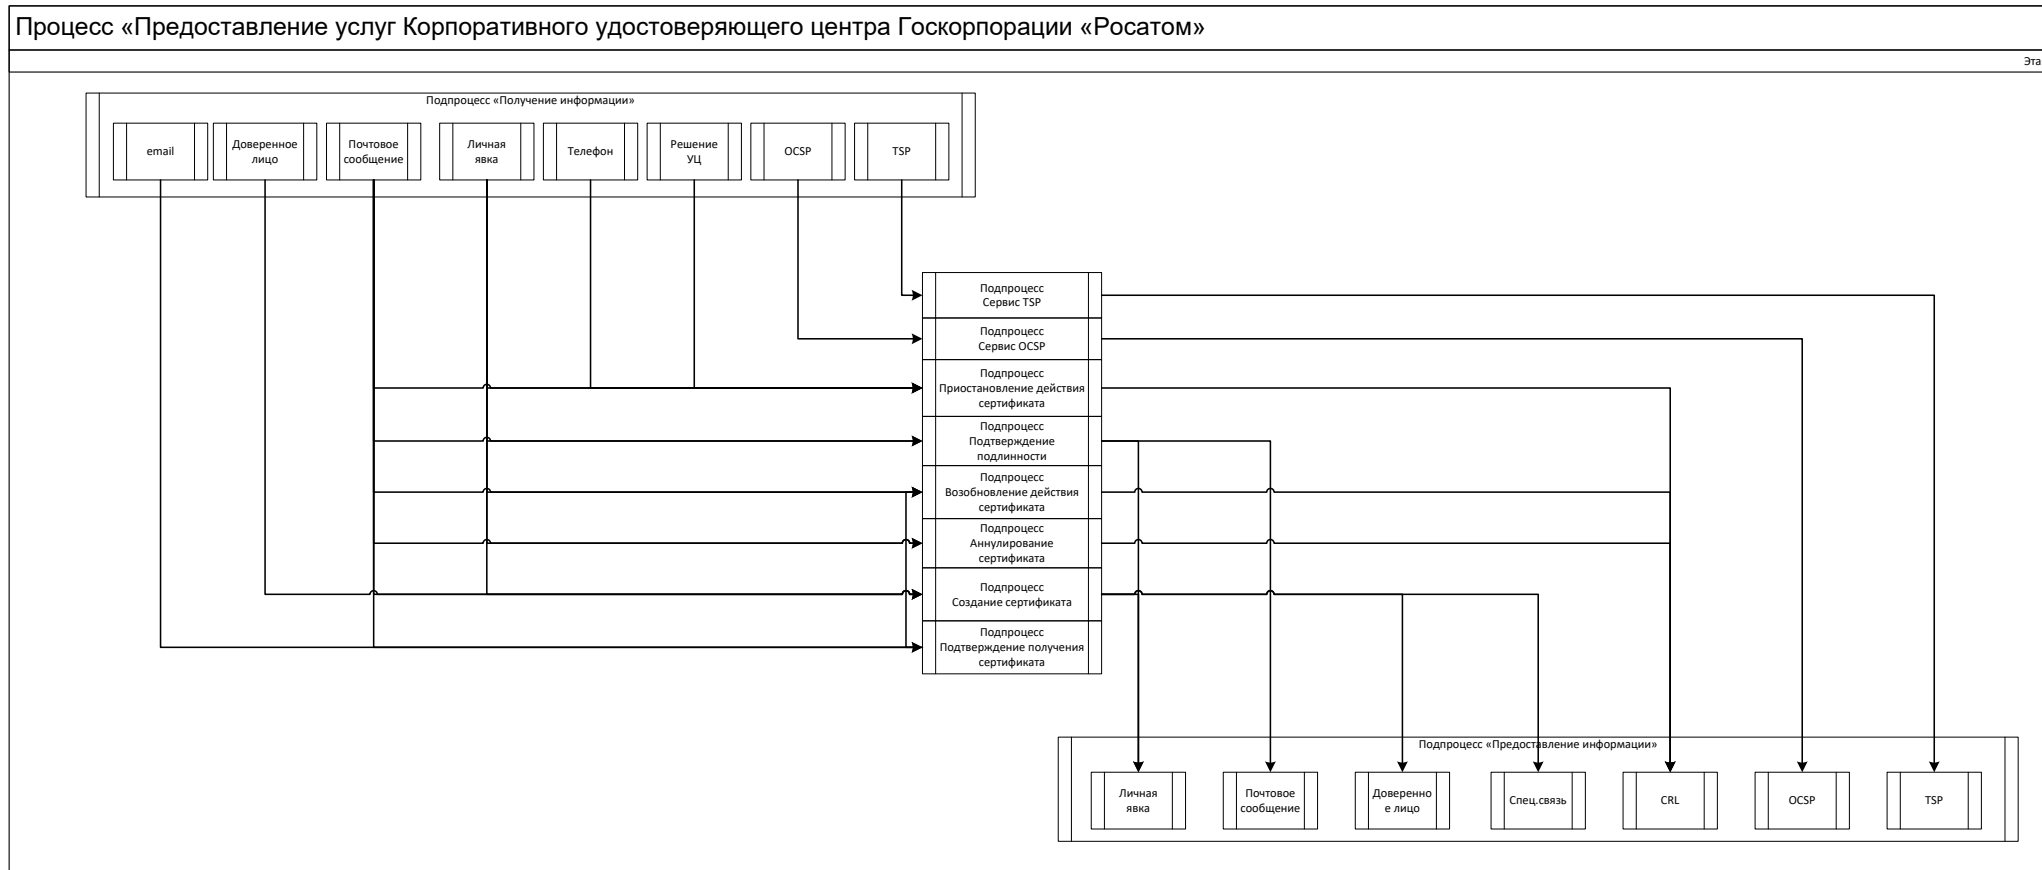 Процесс «Предоставление услуг Корпоративного удостоверяющего центра Госкорпорации «Росатом»
Эта
Подпроцесс «Получение информации»
email
Доверенное
лицо
Почтовое
сообщение
Личная
явка
Телефон
Решение
УЦ
OCSP
TSP
Подпроцесс
Сервис TSP
Подпроцесс
Сервис OCSP
Подпроцесс
Приостановление действия
сертификата
Подпроцесс
Подтверждение
подлинности
Подпроцесс
Возобновление действия
сертификата
Подпроцесс
Аннулирование
сертификата
Подпроцесс
Создание сертификата
Подпроцесс
Подтверждение получения
сертификата
Подпроцесс «Предоставление информации»
Личная
явка
Почтовое
сообщение
Доверенно
е лицо
Спец.связь
CRL
OCSP
TSP